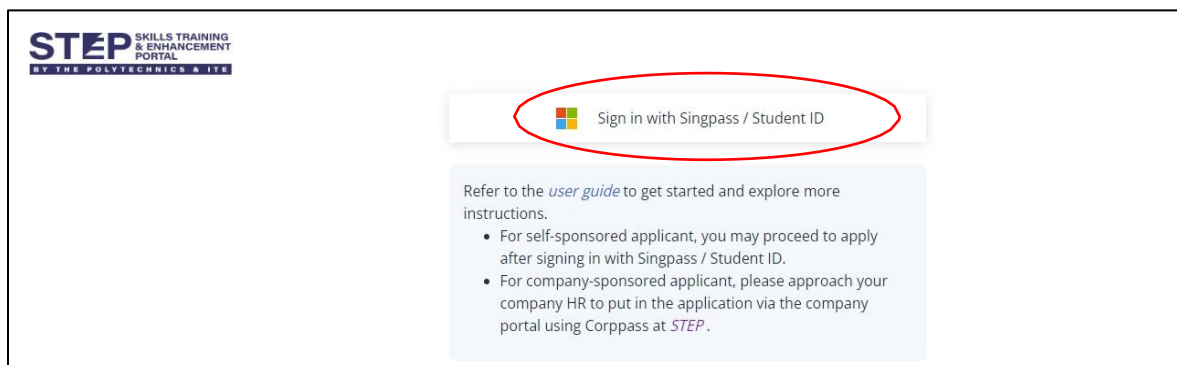 STEP SKILLS TRAINING
& ENHANCEMENT
PORTAL
BY THE POLYTECHNICS & ITE
Sign in with Singpass / Student ID
Refer to the user guide to get started and explore more
instructions.
• For self-sponsored applicant, you may proceed to apply
after signing in with Singpass / Student ID.
• For company-sponsored applicant, please approach your
company HR to put in the application via the company
portal using Corppass at STEP .